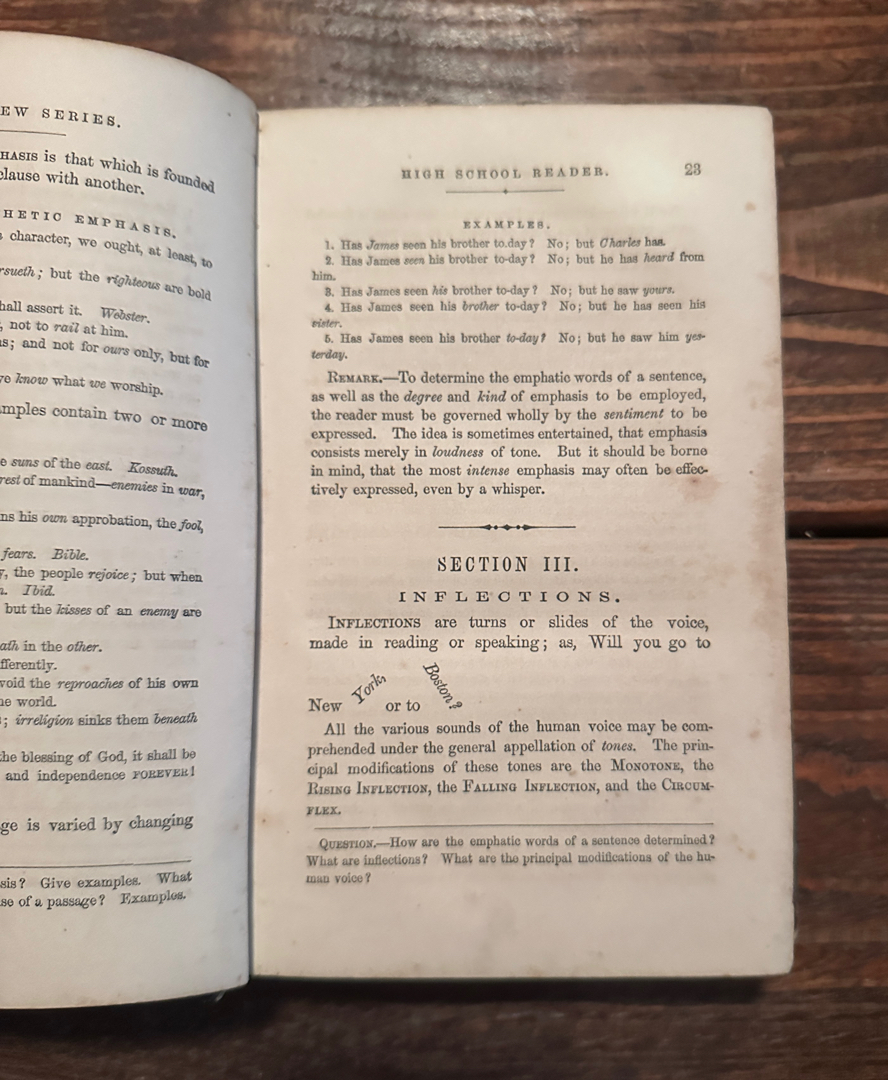 EW SERIES.
HASIS is that which is founded
clause with another.
HETIC EMPHASIS.
s character, we ought, at least, to
rsueth; but the righteous are bold
hall assert it. Webster.
, not to rail at him.
us; and not for ours only, but for
ve know what we worship.
mples contain two or more
e suns of the east. Kossuth.
rest of mankind—enemies in war,
ns his own approbation, the fool,
fears. Bible.
y, the people rejoice; but when
n. Ibid.
but the kisses of an enemy are
ath in the other.
fferently.
void the reproaches of his own
he world.
s; irreligion sinks them beneath
the blessing of God, it shall be
and independence FOREVER!
ge is varied by changing
sis? Give examples. What
se of a passage? Examples.
HIGH SCHOOL READER. 23
EXAMPLES.
1. Has James seen his brother to.day? No; but Charles has.
2. Has James seen his brother to-day? No; but he has heard from
him.
3. Has James seen his brother to-day? No; but he saw yours.
4. Has James seen his brother to-day? No; but he has seen his
sister.
5. Has James seen his brother to-day? No; but he saw him yes-
terday.
REMARK.—To determine the emphatic words of a sentence,
as well as the degree and kind of emphasis to be employed,
the reader must be governed wholly by the sentiment to be
expressed. The idea is sometimes entertained, that emphasis
consists merely in loudness of tone. But it should be borne
in mind, that the most intense emphasis may often be effec-
tively expressed, even by a whisper.
SECTION III.
INFLECTIONS.
INFLECTIONS are turns or slides of the voice,
made in reading or speaking; as, Will you go to
New York, or to Boston?
All the various sounds of the human voice may be com-
prehended under the general appellation of tones. The prin-
cipal modifications of these tones are the MONOTONE, the
RISING INFLECTION, the FALLING INFLECTION, and the CIRCUM-
FLEX.
QUESTION.—How are the emphatic words of a sentence determined?
What are inflections? What are the principal modifications of the hu-
man voice?